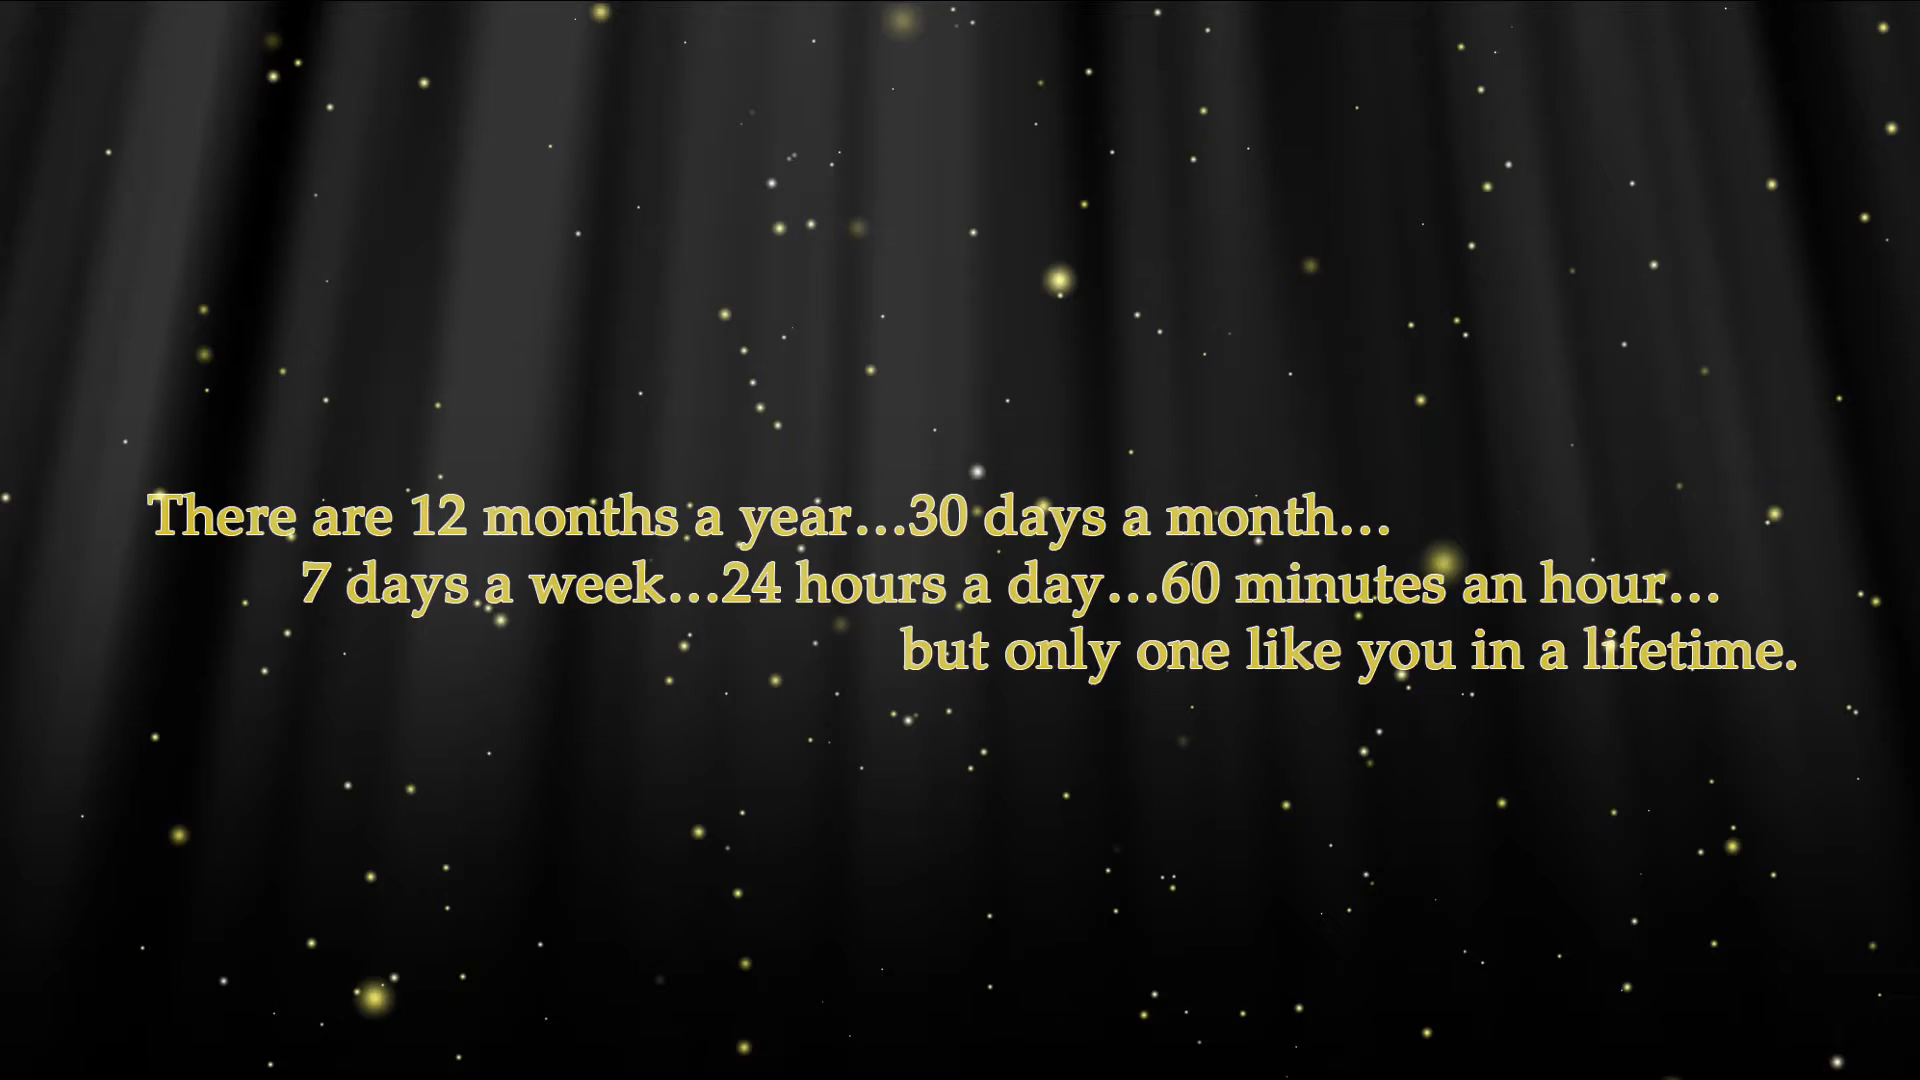 There are 12 months a year…30 days a month…
7 days a week…24 hours a day…60 minutes an hour…
but only one like you in a lifetime.